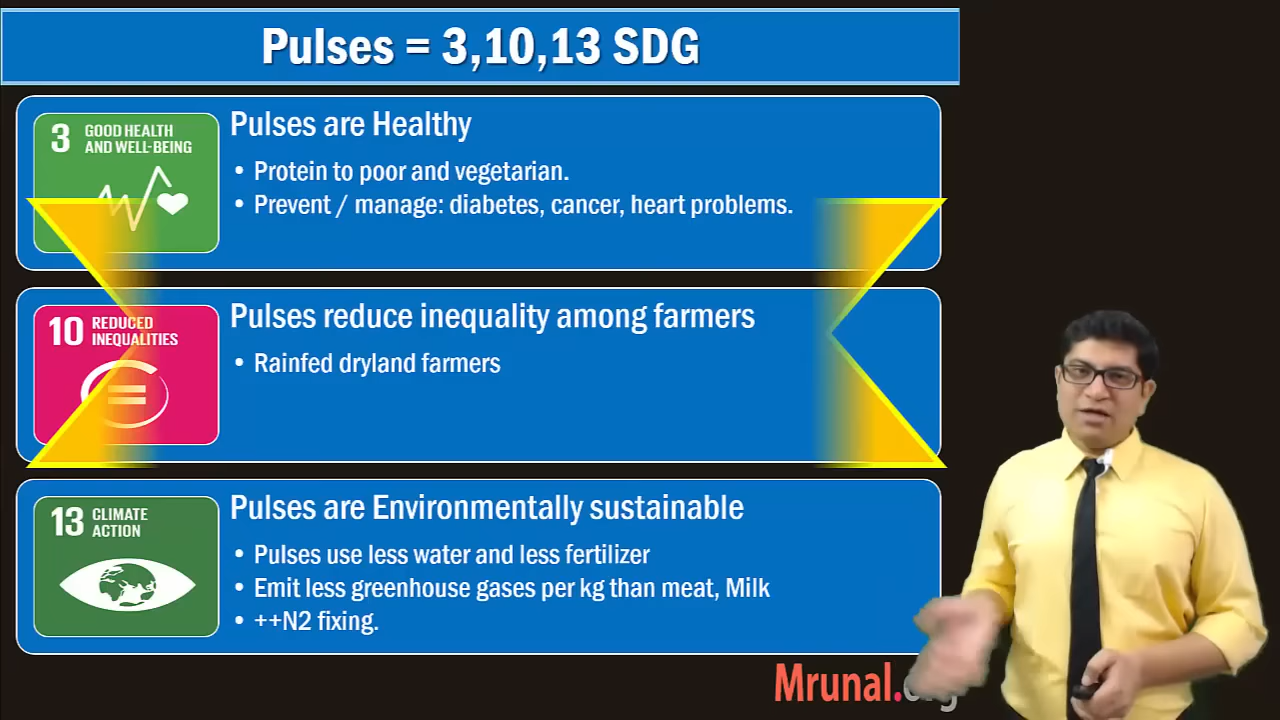 Pulses = 3,10,13 SDG
3 GOOD HEALTH
AND WELL-BEING
Pulses are Healthy
• Protein to poor and vegetarian.
• Prevent / manage: diabetes, cancer, heart problems.
10 REDUCED
INEQUALITIES
Pulses reduce inequality among farmers
• Rainfed dryland farmers
13 CLIMATE
ACTION
Pulses are Environmentally sustainable
• Pulses use less water and less fertilizer
• Emit less greenhouse gases per kg than meat, Milk
• ++N2 fixing.
Mrunal.org